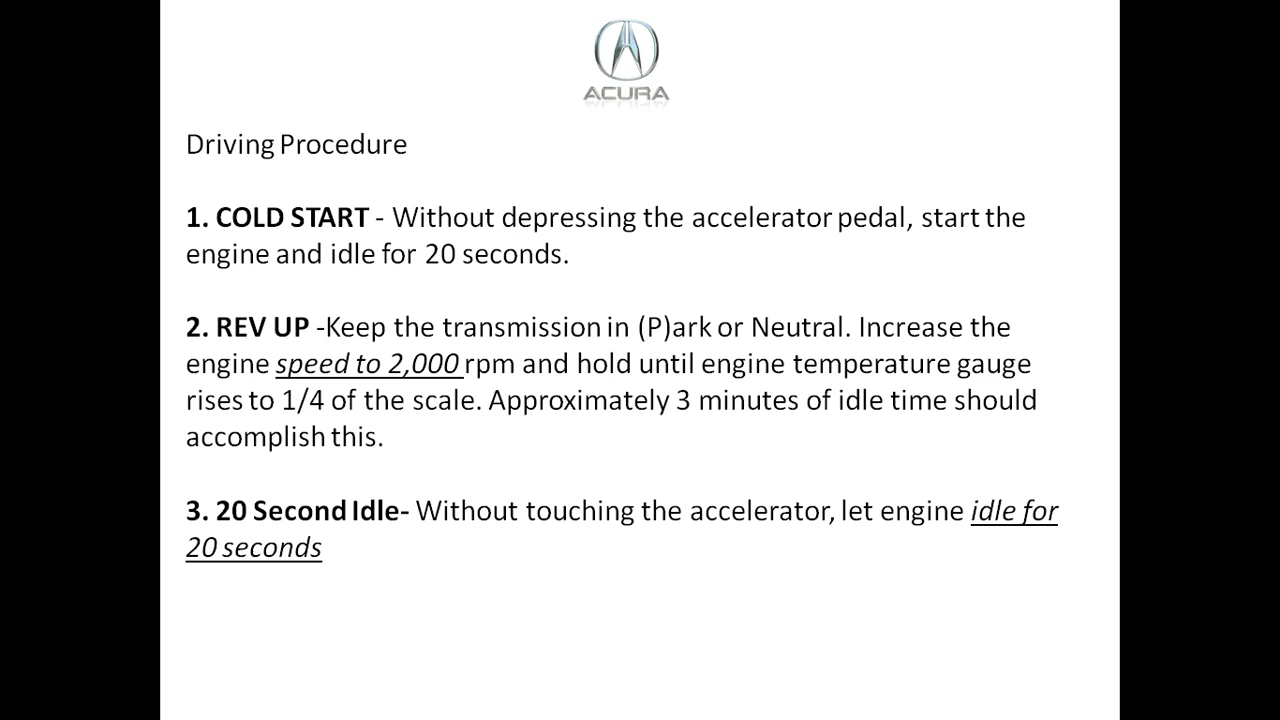 ACURA
Driving Procedure
1. COLD START - Without depressing the accelerator pedal, start the
engine and idle for 20 seconds.
2. REV UP -Keep the transmission in (P)ark or Neutral. Increase the
engine speed to 2,000 rpm and hold until engine temperature gauge
rises to 1/4 of the scale. Approximately 3 minutes of idle time should
accomplish this.
3. 20 Second Idle- Without touching the accelerator, let engine idle for
20 seconds